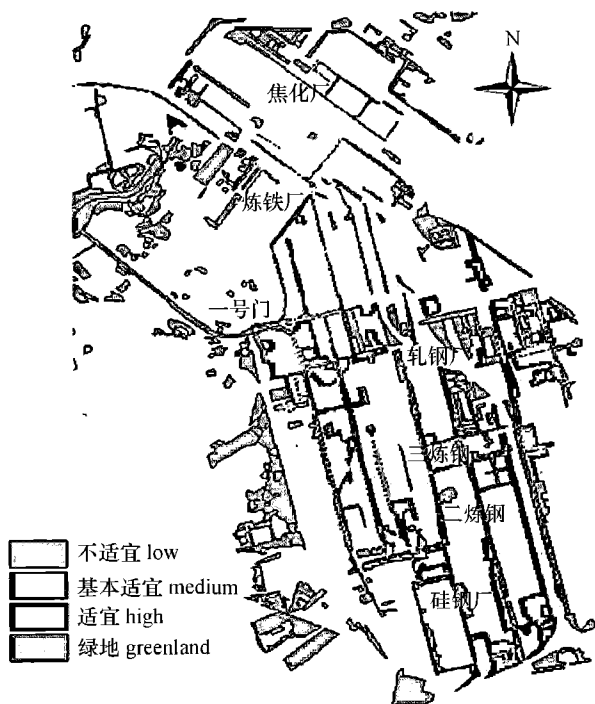 N
焦化厂
炼铁厂
一号门
轧钢厂
三炼钢
二炼钢
硅钢厂
不适宜 low
基本适宜 medium
适宜 high
绿地 greenland